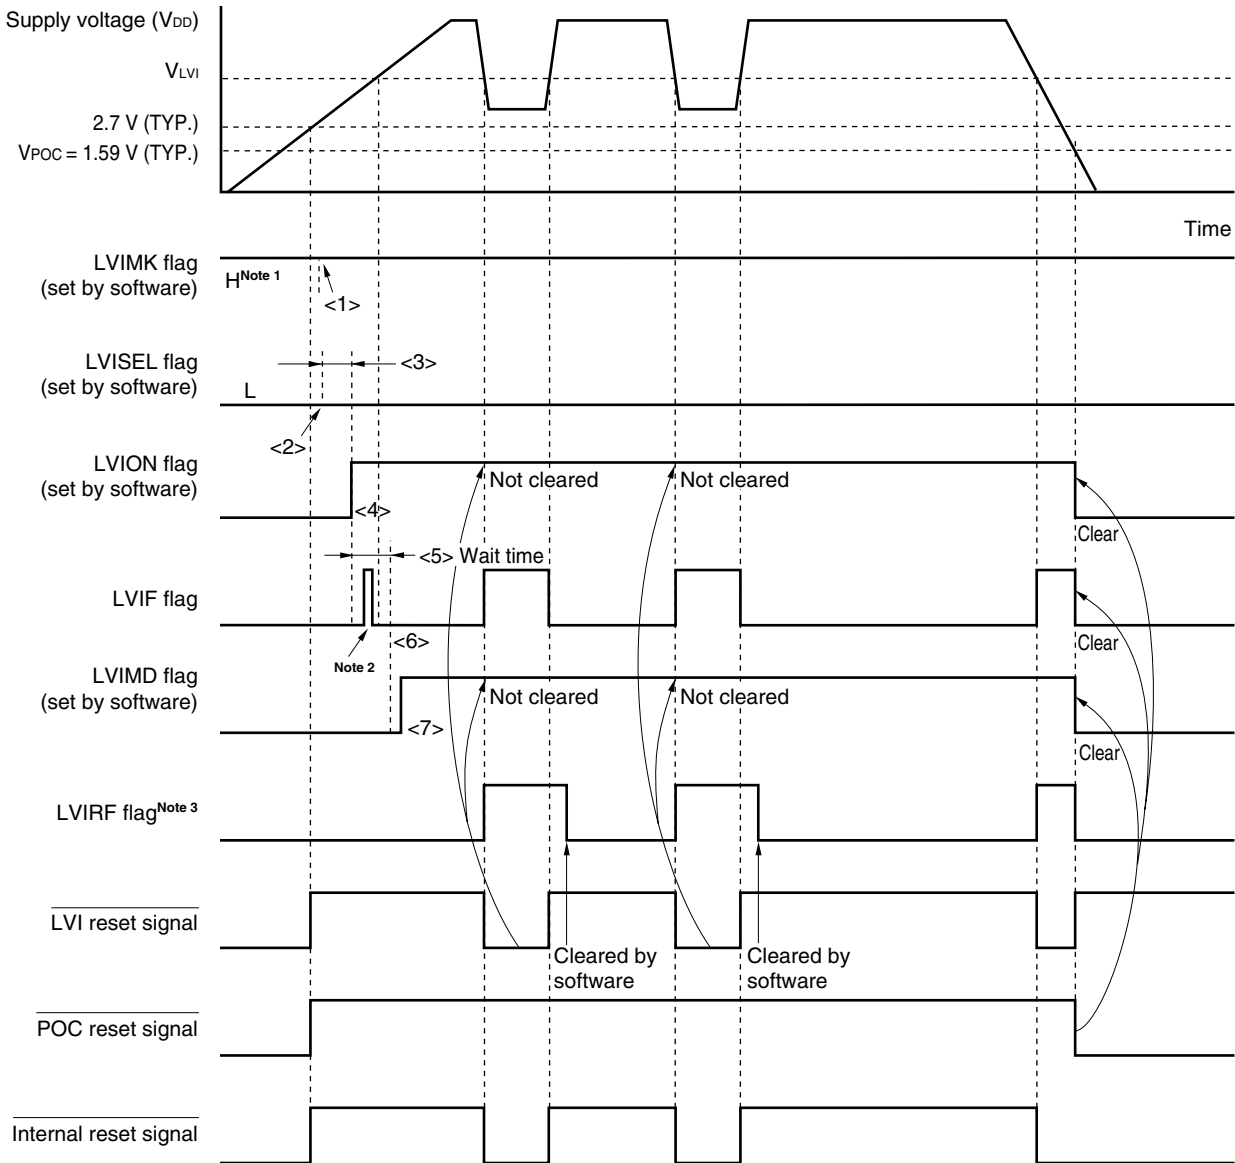 Supply voltage (VDD)
VLVI
2.7 V (TYP.)
VPOC = 1.59 V (TYP.)
Time
LVIMK flag
(set by software)
H Note 1
<1>
LVISEL flag
(set by software)
L
<3>
<2>
LVION flag
(set by software)
Not cleared
Not cleared
<4>
Clear
<5> Wait time
LVIF flag
Note 2
<6>
Clear
LVIMD flag
(set by software)
Not cleared
Not cleared
<7>
Clear
LVIRF flag Note 3
LVI reset signal
Cleared by
software
Cleared by
software
POC reset signal
Internal reset signal